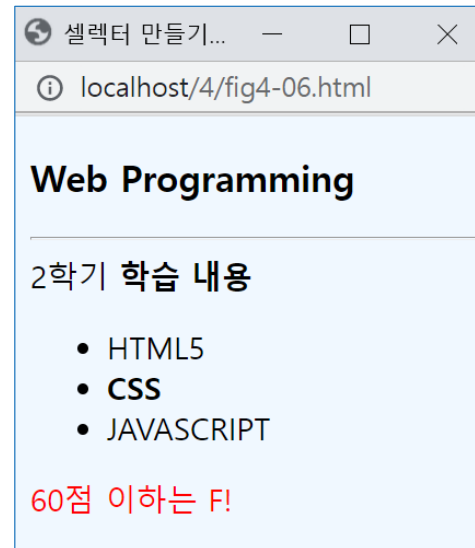 셀렉터 만들기...
localhost/4/fig4-06.html
Web Programming
2학기 학습 내용
HTML5
CSS
JAVASCRIPT
60점 이하는 F!